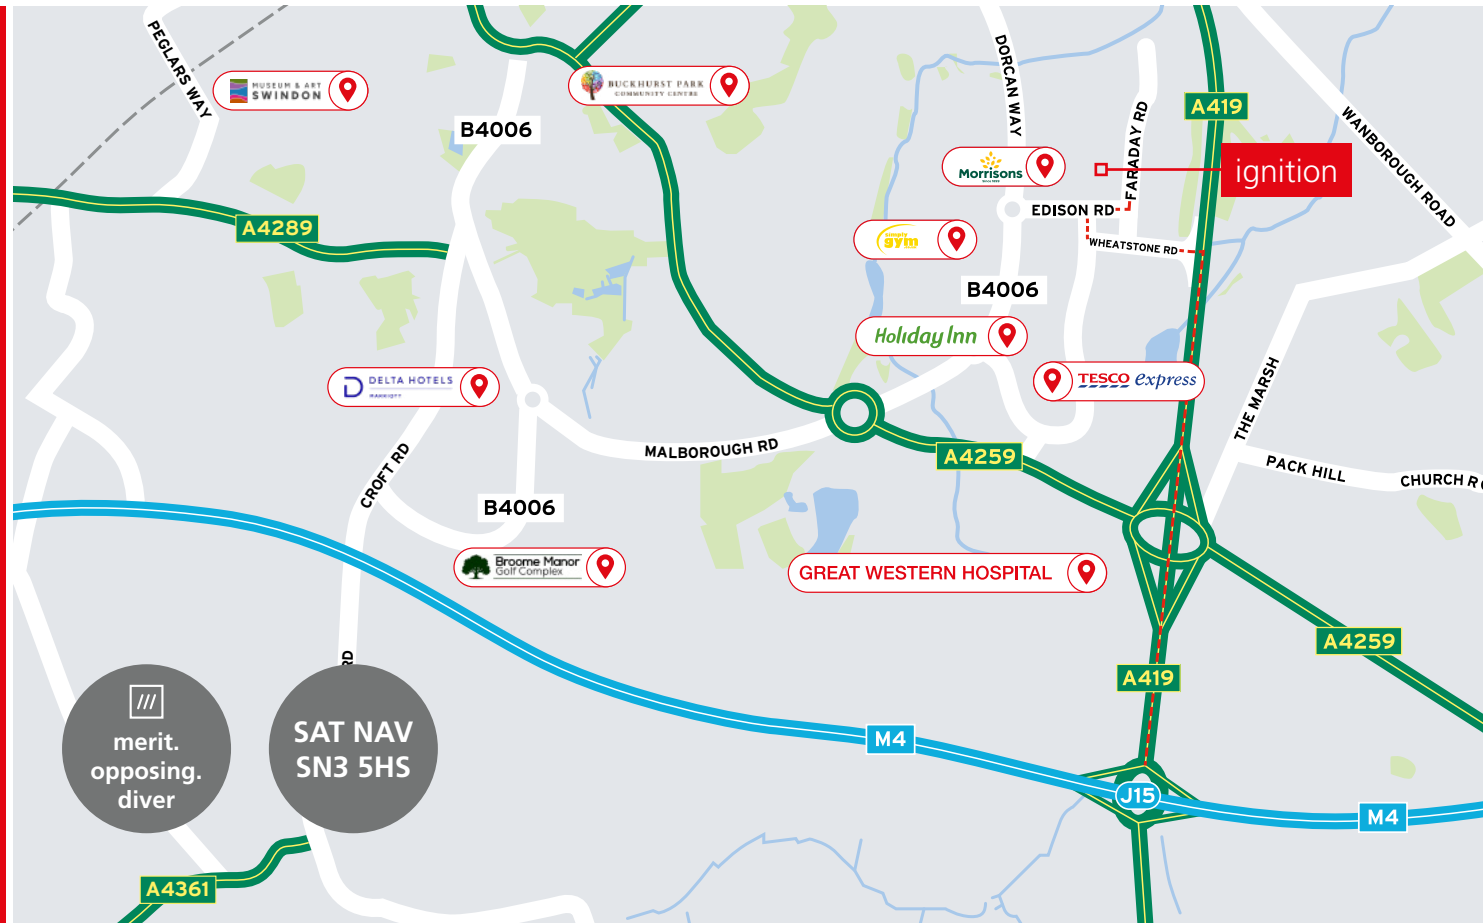 PEGLARS WAY
MUSEUM & ART
SWINDON
BUCKHURST PARK
COMMUNITY CENTRE
B4006
DORCAN WAY
FARADAY RD
A419
WANBOROUGH ROAD
Morrisons
ignition
EDISON RD
A4289
simply
gym
WHEATSTONE RD
B4006
Holiday Inn
DELTA HOTELS
MARRIOTT
TESCO express
THE MARSH
CROFT RD
MALBOROUGH RD
A4259
PACK HILL
CHURCH R
B4006
Broome Manor
Golf Complex
GREAT WESTERN HOSPITAL
A4259
RD
A419
///
merit.
opposing.
diver
SAT NAV
SN3 5HS
M4
J15
M4
A4361